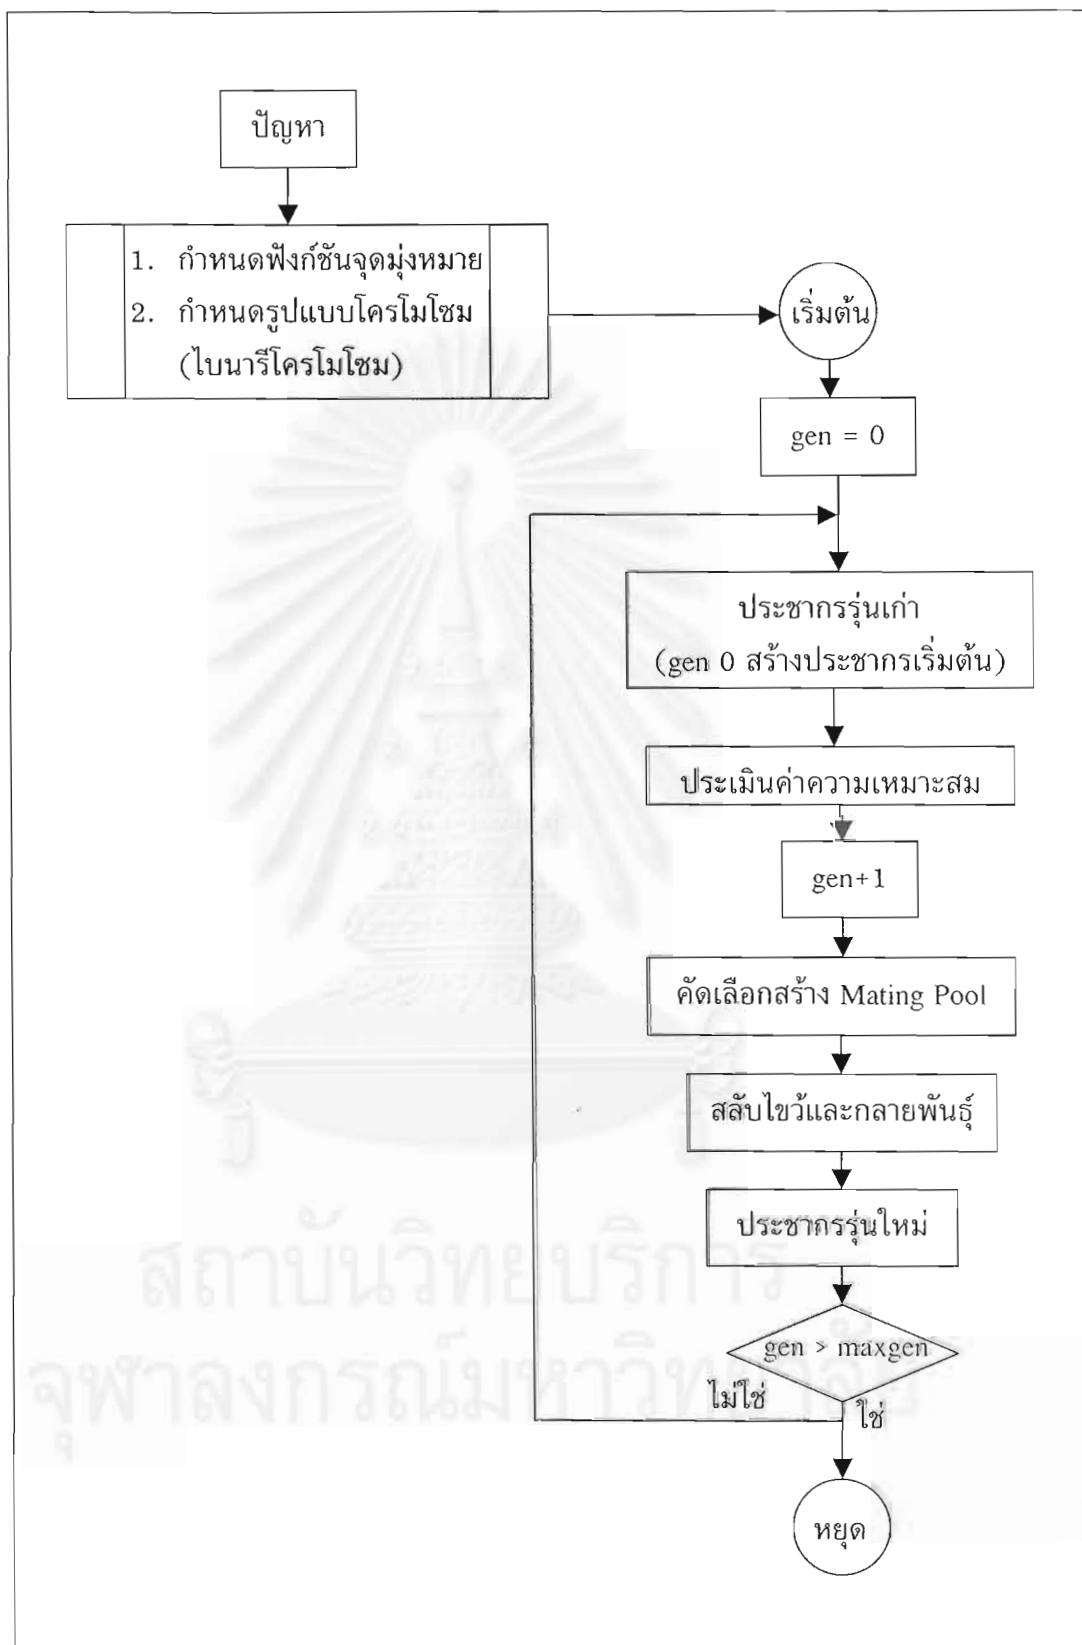 ปัญหา
1. กำหนดฟังก์ชันจุดมุ่งหมาย
2. กำหนดรูปแบบโครโมโซม
(ไบนารีโครโมโซม)
เริ่มต้น
gen = 0
ประชากรรุ่นเก่า
(gen 0 สร้างประชากรเริ่มต้น)
ประเมินค่าความเหมาะสม
gen+1
คัดเลือกสร้าง Mating Pool
สลับไขว้และกลายพันธุ์
ประชากรรุ่นใหม่
gen > maxgen
ไม่ใช่
ใช่
หยุด
สถาบันวิทยบริการ
จุฬาลงกรณ์มหาวิทยาลัย